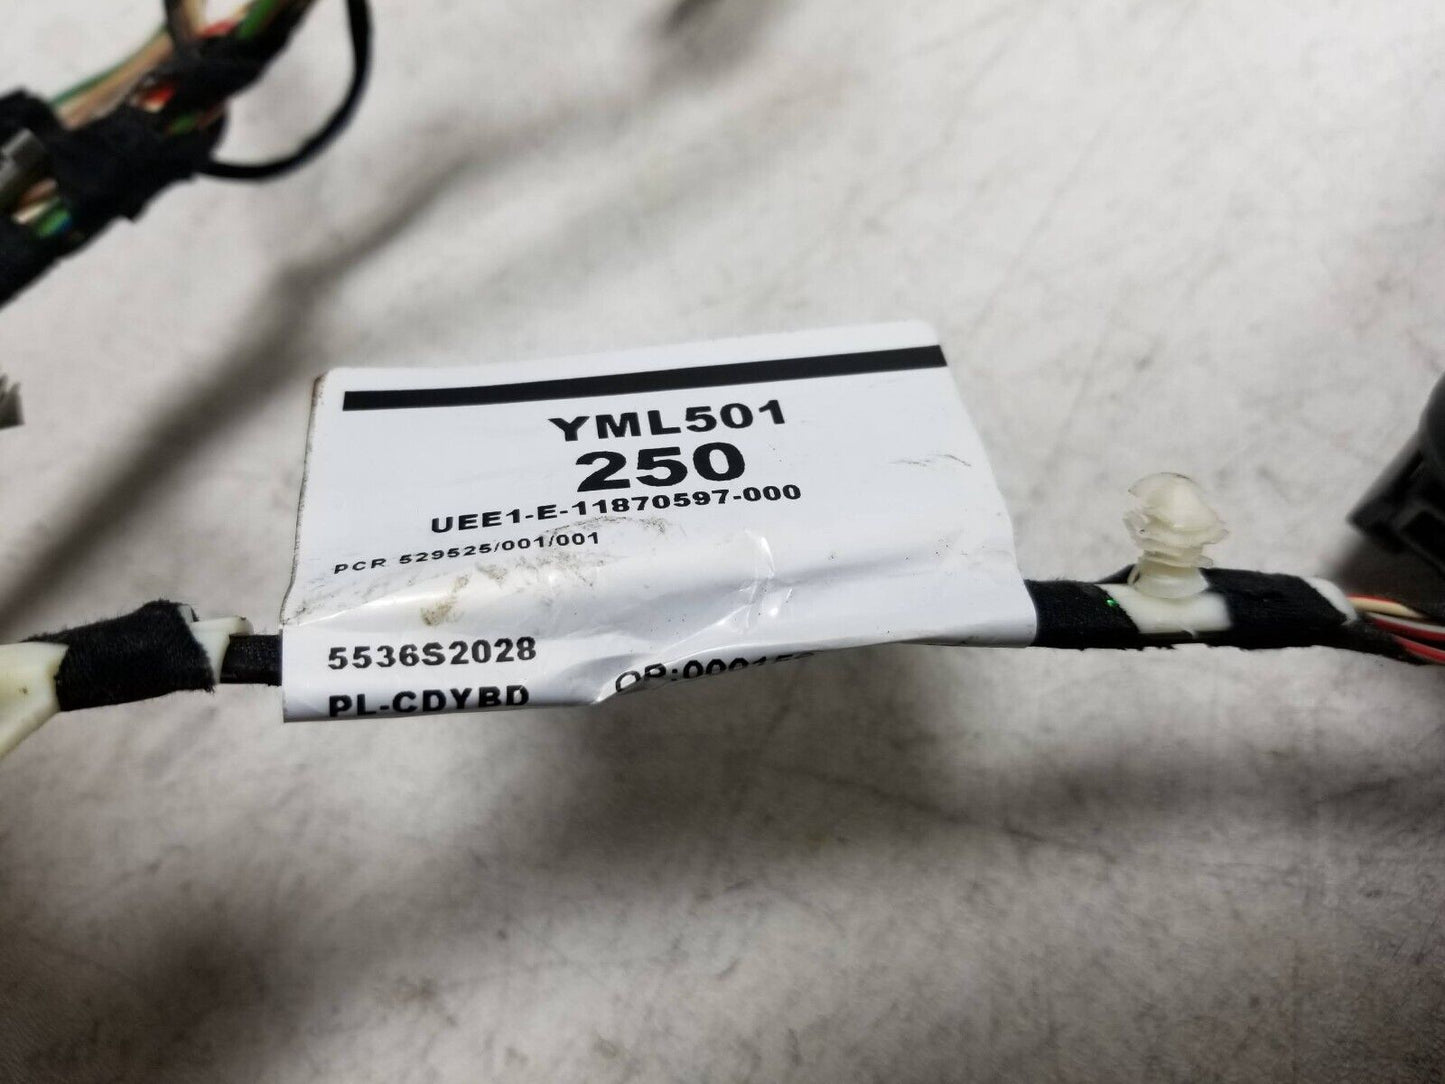 YML501
250
UEE1-E-11870597-000
PCR 529525/001/001
5536S2028
PL-CDYBD